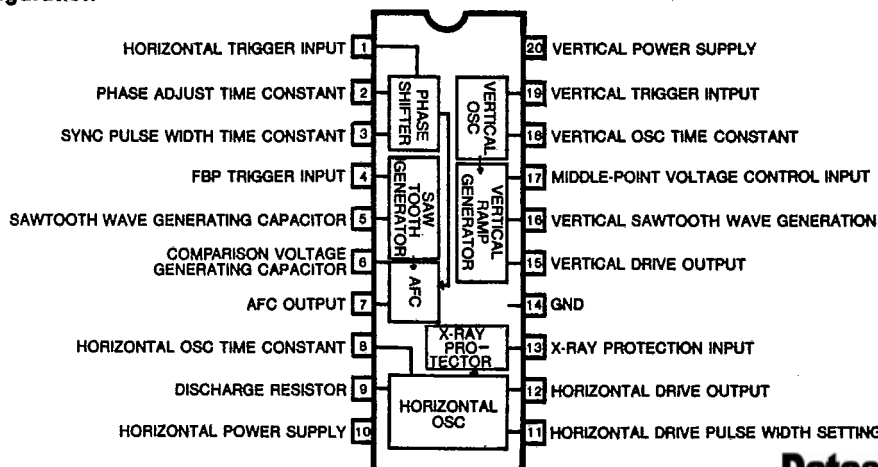 HORIZONTAL TRIGGER INPUT 1
PHASE ADJUST TIME CONSTANT 2
SYNC PULSE WIDTH TIME CONSTANT 3
FBP TRIGGER INPUT 4
SAWTOOTH WAVE GENERATING CAPACITOR 5
COMPARISON VOLTAGE
GENERATING CAPACITOR 6
AFC OUTPUT 7
HORIZONTAL OSC TIME CONSTANT 8
DISCHARGE RESISTOR 9
HORIZONTAL POWER SUPPLY 10
PHASE
SHIFTER
SAW
TOOTH
GENERATOR
AFC
VERTICAL
OSC
VERTICAL
RAMP
GENERATOR
X-RAY
PRO-
TECTOR
HORIZONTAL
OSC
20 VERTICAL POWER SUPPLY
19 VERTICAL TRIGGER INTPUT
18 VERTICAL OSC TIME CONSTANT
17 MIDDLE-POINT VOLTAGE CONTROL INPUT
16 VERTICAL SAWTOOTH WAVE GENERATION
15 VERTICAL DRIVE OUTPUT
14 GND
13 X-RAY PROTECTION INPUT
12 HORIZONTAL DRIVE OUTPUT
11 HORIZONTAL DRIVE PULSE WIDTH SETTING